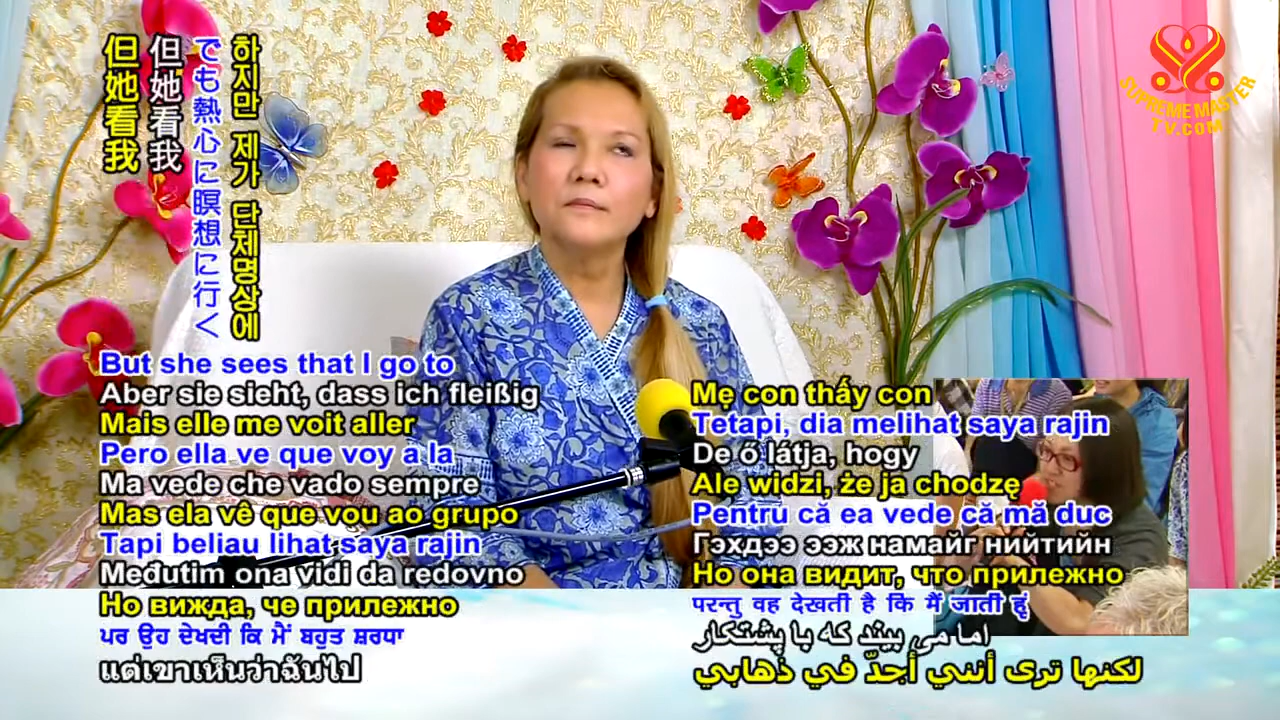 但她看我
但她看我
でも熱心に瞑想に行く
하지만 제가 단체명상에
SUPREME MASTER
TV.COM
But she sees that I go to
Aber sie sieht, dass ich fleißig
Mais elle me voit aller
Pero ella ve que voy a la
Ma vede che vado sempre
Mas ela vê que vou ao grupo
Tapi beliau lihat saya rajin
Međutim ona vidi da redovno
Но вижда, че прилежно
ਪਰ ਉਹ ਦੇਖਦੀ ਕਿ ਮੈਂ ਬਹੁਤ ਸ਼ਰਧਾ
แต่เขาเห็นว่าฉันไป
Mẹ con thấy con
Tetapi, dia melihat saya rajin
De ő látja, hogy
Ale widzi, że ja chodzę
Pentru că ea vede că mă duc
Гэхдээ ээж намайг нийтийн
Но она видит, что прилежно
परन्तु वह देखती है कि मैं जाती हूं
اما می بیند که با پشتکار
لكنها ترى أنني أجدّ في ذهابي